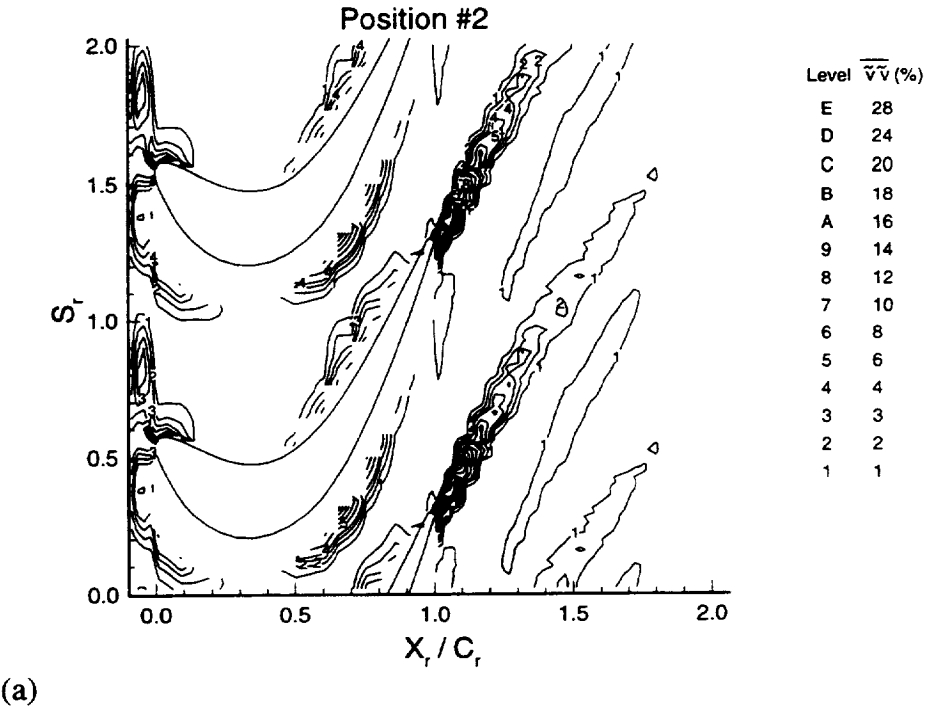 Position #2
2.0
1.5
1.0
0.5
0.0
S_r
0.0 0.5 1.0 1.5 2.0
X_r / C_r
Level ṽṽ (%)
E 28
D 24
C 20
B 18
A 16
9 14
8 12
7 10
6 8
5 6
4 4
3 3
2 2
1 1
(a)